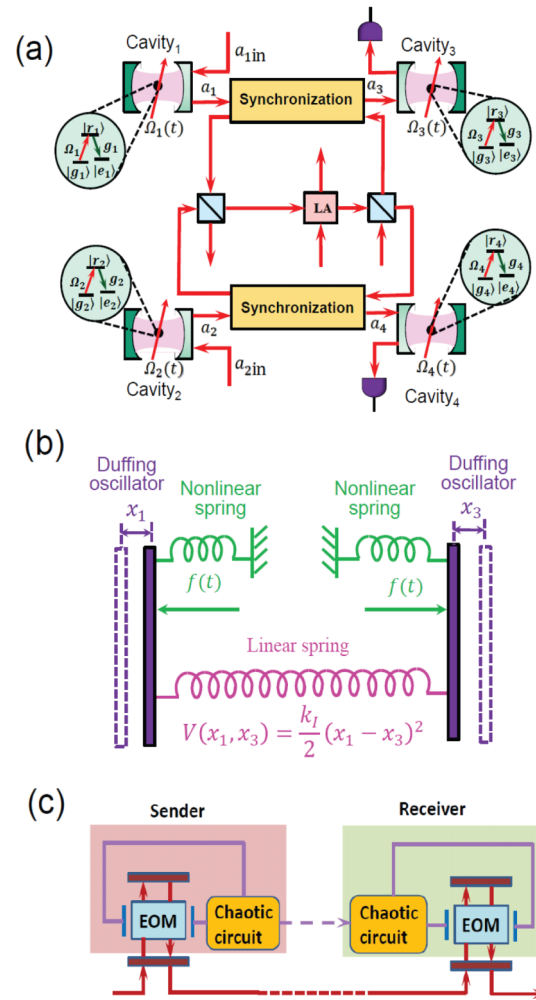 (a)
Cavity₁
a₁in
a₁
Synchronization
a₃
Cavity₃
Ω₁(t)
Ω₃(t)
|r₁⟩
Ω₁
g₁
|g₁⟩ |e₁⟩
|r₃⟩
Ω₃
g₃
|g₃⟩ |e₃⟩
LA
|r₂⟩
Ω₂
g₂
|g₂⟩ |e₂⟩
|r₄⟩
Ω₄
g₄
|g₄⟩ |e₄⟩
Synchronization
a₂
a₄
Ω₂(t)
a₂in
Ω₄(t)
Cavity₂
Cavity₄
(b)
Duffing
oscillator
x₁
Nonlinear
spring
f(t)
Nonlinear
spring
f(t)
Duffing
oscillator
x₃
Linear spring
V(x₁, x₃) = k_I/2 (x₁ − x₃)²
(c)
Sender
Receiver
EOM
Chaotic
circuit
Chaotic
circuit
EOM